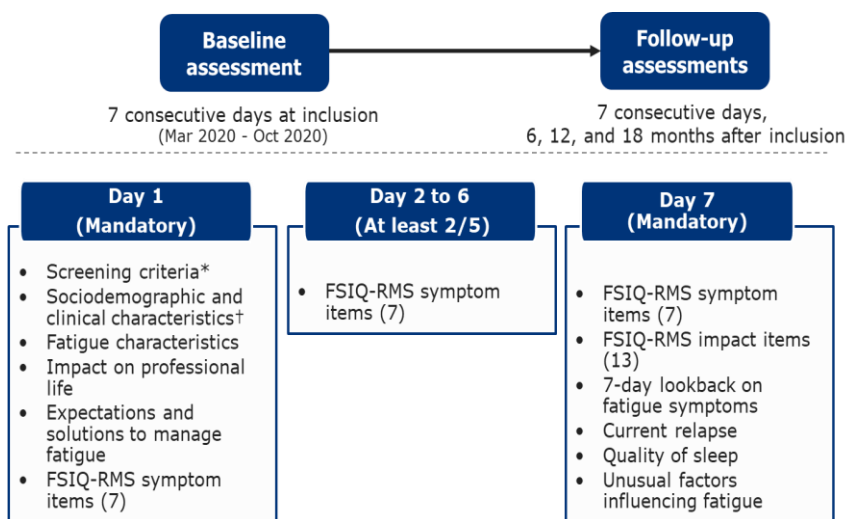 Baseline
assessment
Follow-up
assessments
7 consecutive days at inclusion
(Mar 2020 - Oct 2020)
7 consecutive days,
6, 12, and 18 months after inclusion
Day 1
(Mandatory)
• Screening criteria*
• Sociodemographic and
clinical characteristics†
• Fatigue characteristics
• Impact on professional
life
• Expectations and
solutions to manage
fatigue
• FSIQ-RMS symptom
items (7)
Day 2 to 6
(At least 2/5)
• FSIQ-RMS symptom
items (7)
Day 7
(Mandatory)
• FSIQ-RMS symptom
items (7)
• FSIQ-RMS impact items
(13)
• 7-day lookback on
fatigue symptoms
• Current relapse
• Quality of sleep
• Unusual factors
influencing fatigue